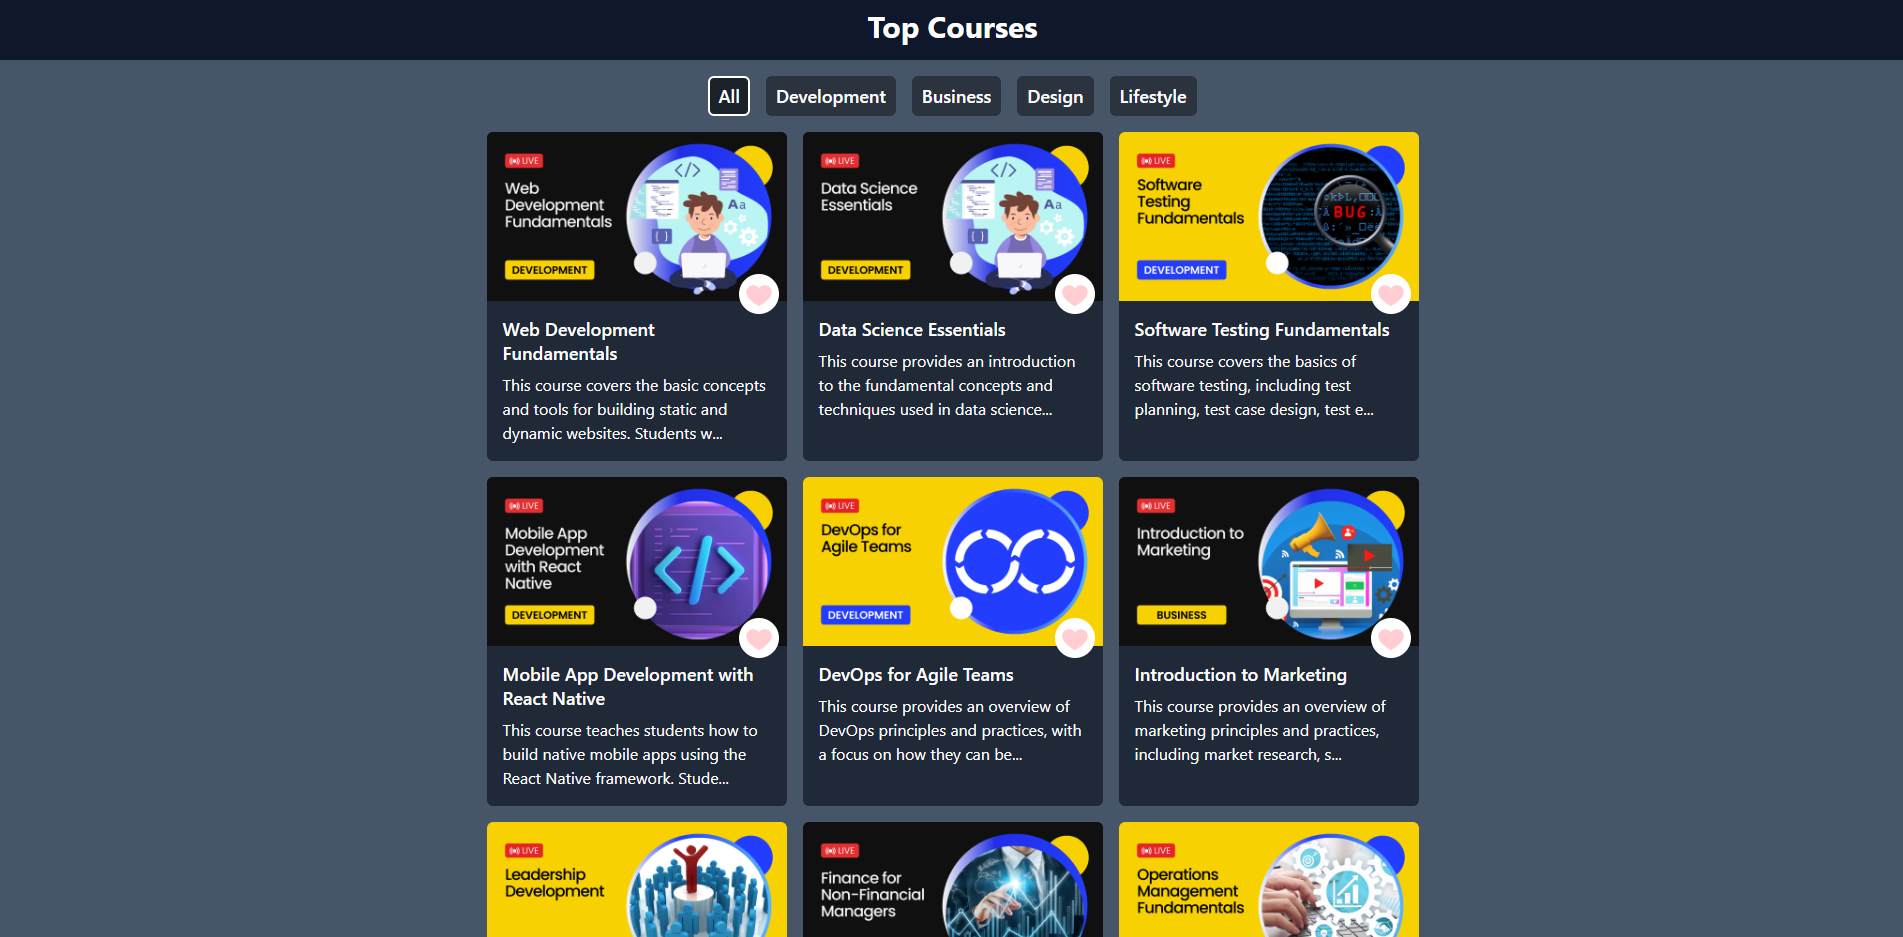 Top Courses
All
Development
Business
Design
Lifestyle
LIVE
Web
Development
Fundamentals
DEVELOPMENT
Aa
Web Development
Fundamentals
This course covers the basic concepts
and tools for building static and
dynamic websites. Students w...
LIVE
Data Science
Essentials
DEVELOPMENT
Aa
Data Science Essentials
This course provides an introduction
to the fundamental concepts and
techniques used in data science...
LIVE
Software
Testing
Fundamentals
DEVELOPMENT
BUG
Software Testing Fundamentals
This course covers the basics of
software testing, including test
planning, test case design, test e...
LIVE
Mobile App
Development
with React
Native
DEVELOPMENT
Mobile App Development with
React Native
This course teaches students how to
build native mobile apps using the
React Native framework. Stude...
LIVE
DevOps for
Agile Teams
DEVELOPMENT
DevOps for Agile Teams
This course provides an overview of
DevOps principles and practices, with
a focus on how they can be...
LIVE
Introduction to
Marketing
BUSINESS
Introduction to Marketing
This course provides an overview of
marketing principles and practices,
including market research, s...
LIVE
Leadership
Development
LIVE
Finance for
Non-Financial
Managers
LIVE
Operations
Management
Fundamentals